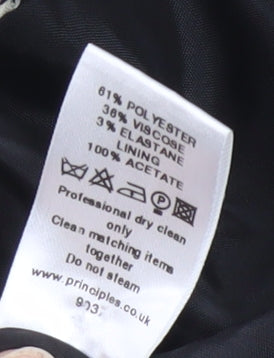 61% POLYESTER
36% VISCOSE
3% ELASTANE
LINING
100% ACETATE
P
Professional dry clean
only
Clean matching items
together
Do not steam
www.principles.co.uk
903